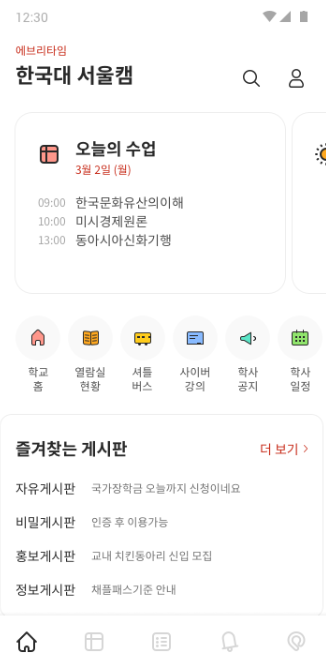 12:30
에브리타임
한국대 서울캠
오늘의 수업
3월 2일 (월)
09:00 한국문화유산의이해
10:00 미시경제원론
13:00 동아시아신화기행
학교 홈
열람실 현황
셔틀 버스
사이버 강의
학사 공지
학사 일정
즐겨찾는 게시판
더 보기 >
자유게시판 국가장학금 오늘까지 신청이네요
비밀게시판 인증 후 이용가능
홍보게시판 교내 치킨동아리 신입 모집
정보게시판 채플패스기준 안내